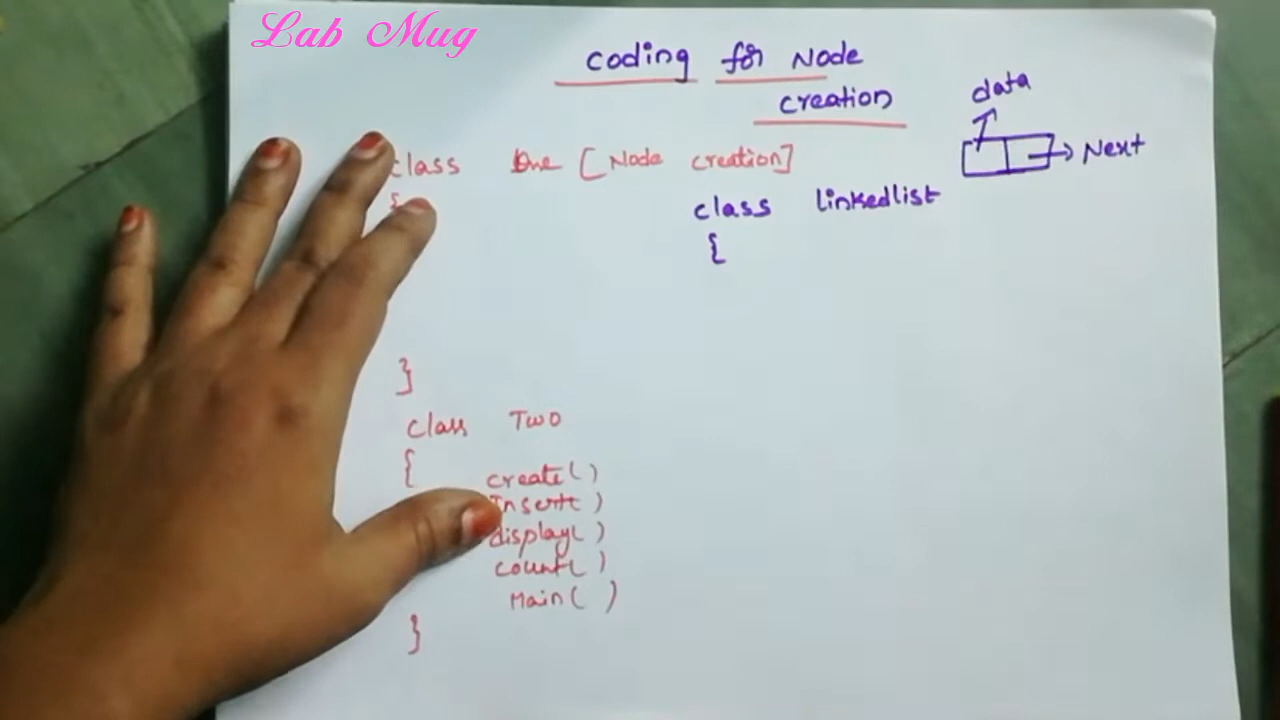 Lab Mug
coding for Node
creation
data
Next
class One [Node creation]
{
class linkedlist
{
}
class Two
{
create()
Insert()
display()
count()
Main( )
}